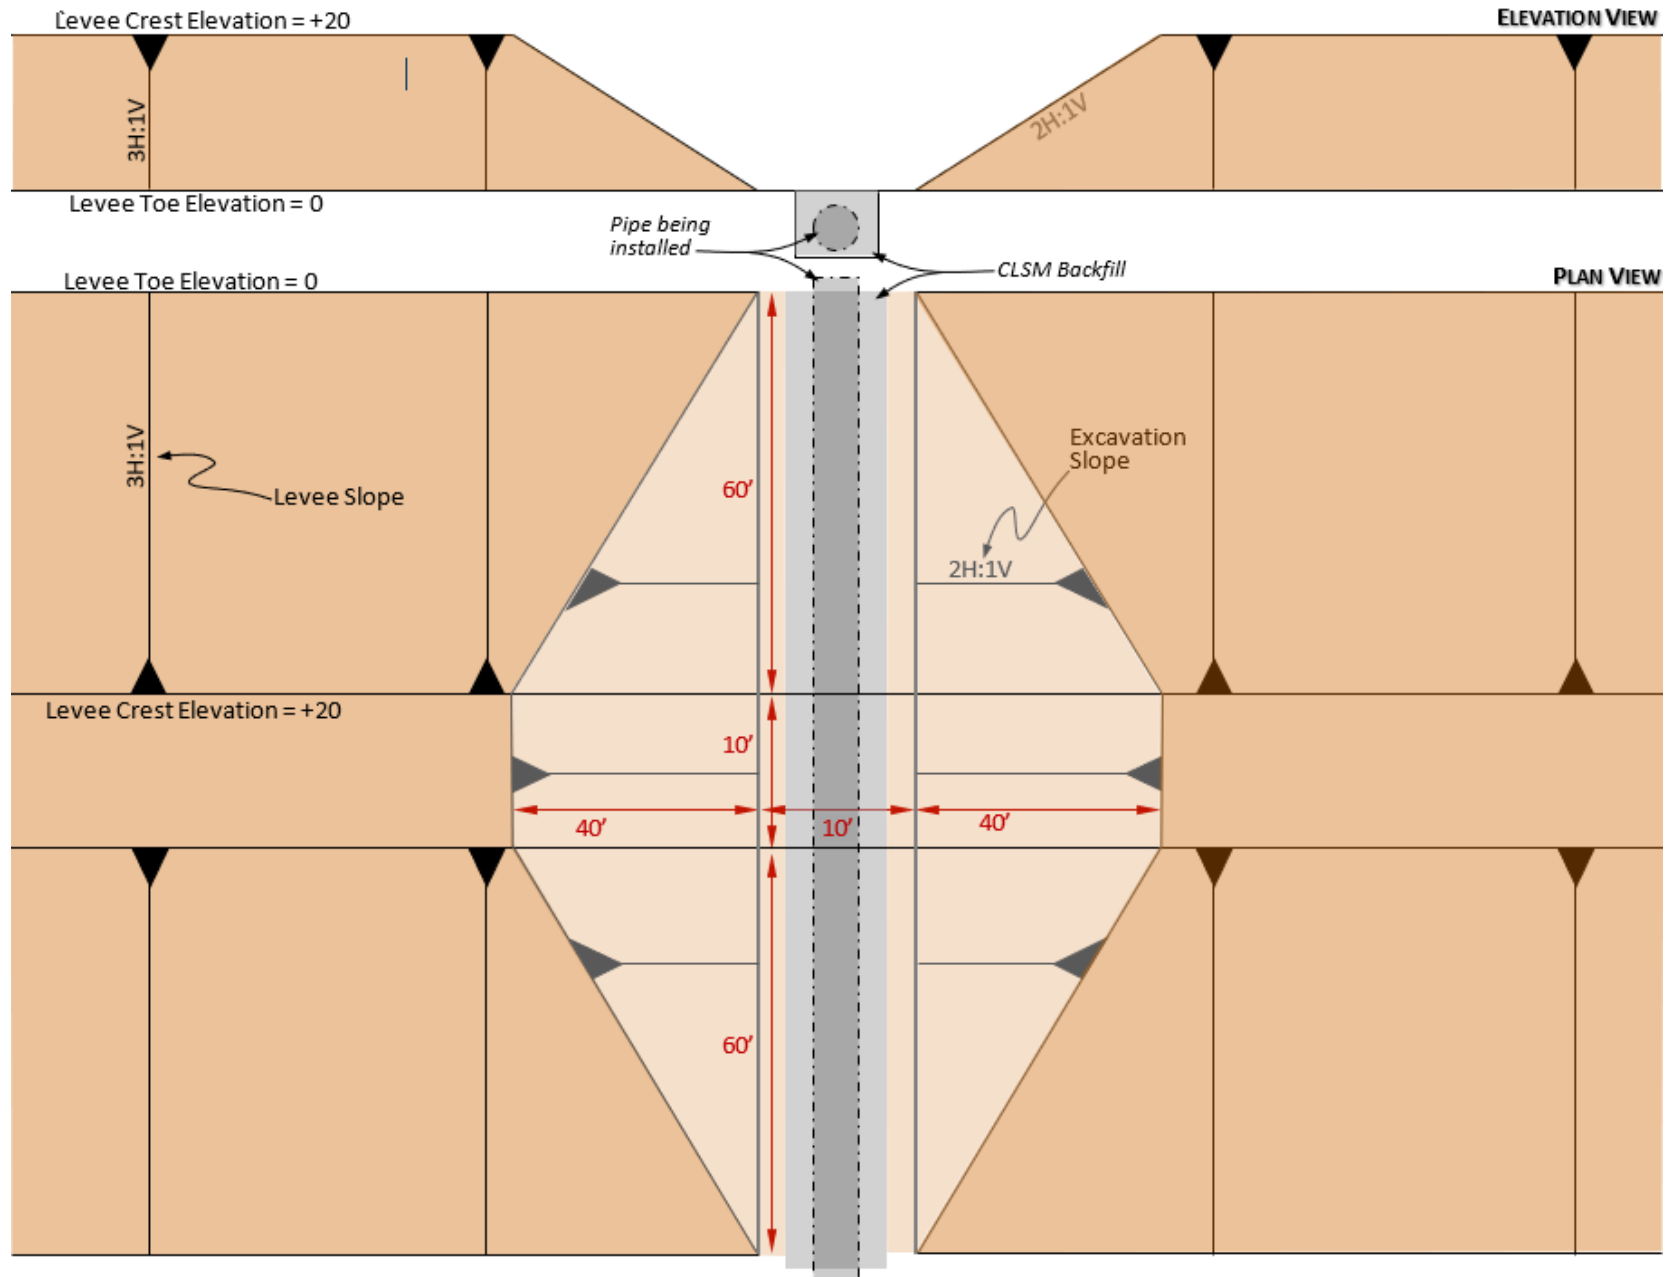 Levee Crest Elevation = +20
ELEVATION VIEW
3H:1V
2H:1V
Levee Toe Elevation = 0
Pipe being
installed
CLSM Backfill
Levee Toe Elevation = 0
PLAN VIEW
3H:1V
Levee Slope
60'
Excavation
Slope
2H:1V
Levee Crest Elevation = +20
10'
40'
10'
40'
60'